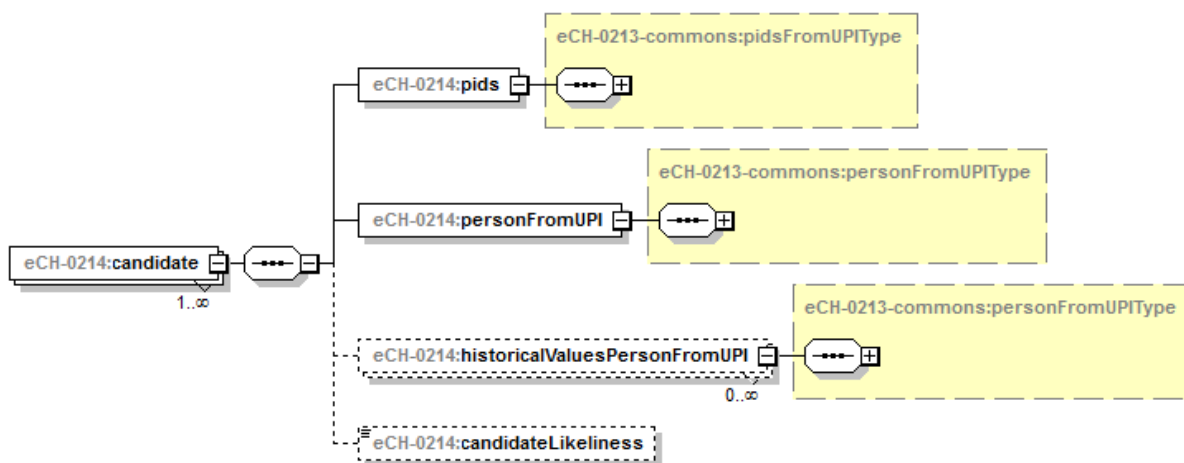 eCH-0213-commons:pidsFromUPIType
eCH-0214:pids
eCH-0213-commons:personFromUPIType
eCH-0214:personFromUPI
eCH-0214:candidate
1..∞
eCH-0213-commons:personFromUPIType
eCH-0214:historicalValuesPersonFromUPI
0..∞
eCH-0214:candidateLikeliness